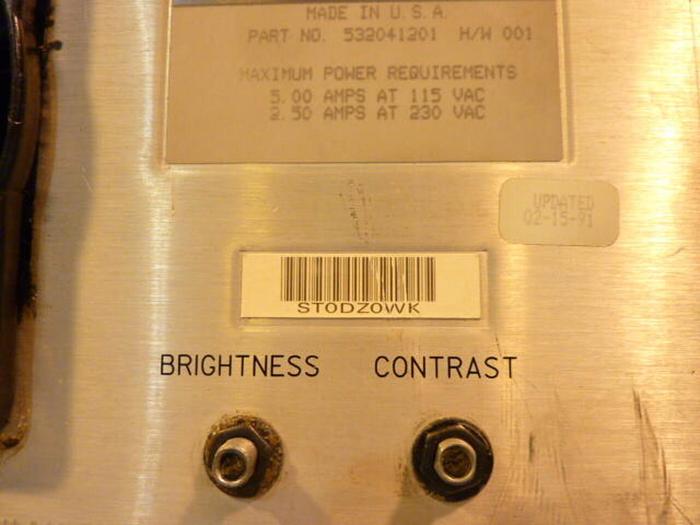 MADE IN U.S.A.
PART NO. 532041201 H/W 001
MAXIMUM POWER REQUIREMENTS
5.00 AMPS AT 115 VAC
2.50 AMPS AT 230 VAC
UPDATED
02-15-91
ST0DZ0WK
BRIGHTNESS CONTRAST